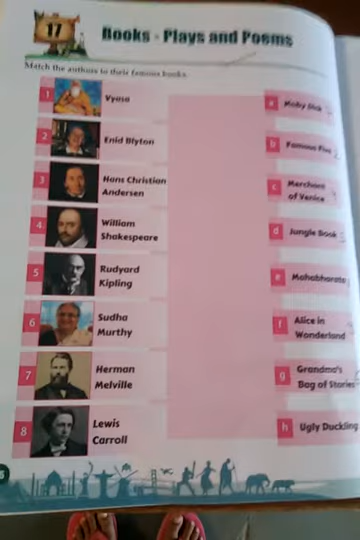 17
Books - Plays and Poems
Match the authors to their famous books.
1 Vyasa
a Moby Dick
2 Enid Blyton
b Famous Five
3 Hans Christian
Andersen
c Merchant
of Venice
4 William
Shakespeare
d Jungle Book
5 Rudyard
Kipling
e Mahabharata
6 Sudha
Murthy
f Alice in
Wonderland
7 Herman
Melville
g Grandma's
Bag of Stories
8 Lewis
Carroll
h Ugly Duckling